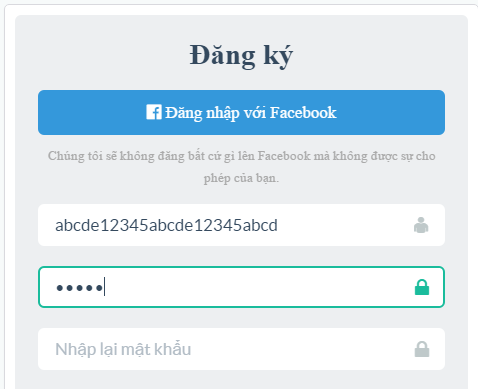 Đăng ký
Đăng nhập với Facebook
Chúng tôi sẽ không đăng bất cứ gì lên Facebook mà không được sự cho
phép của bạn.
abcde12345abcde12345abcd
•••••
Nhập lại mật khẩu